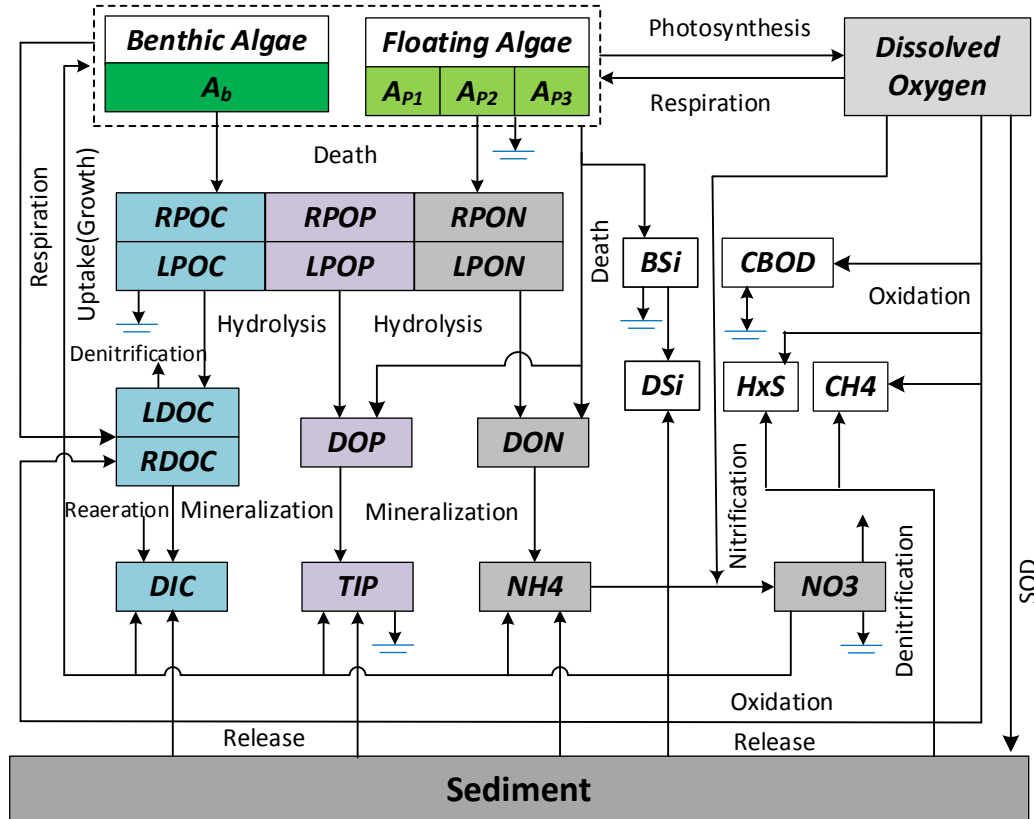 Benthic Algae
Floating Algae
Photosynthesis
Dissolved
Oxygen
Ab
AP1
AP2
AP3
Respiration
Death
Respiration
Uptake(Growth)
RPOC
RPOP
RPON
LPOC
LPOP
LPON
Death
BSi
CBOD
Oxidation
Hydrolysis
Hydrolysis
Denitrification
DSi
HxS
CH4
LDOC
RDOC
DOP
DON
Reaeration
Mineralization
Mineralization
Nitrification
DIC
TIP
NH4
NO3
Denitrification
SOD
Oxidation
Release
Release
Sediment